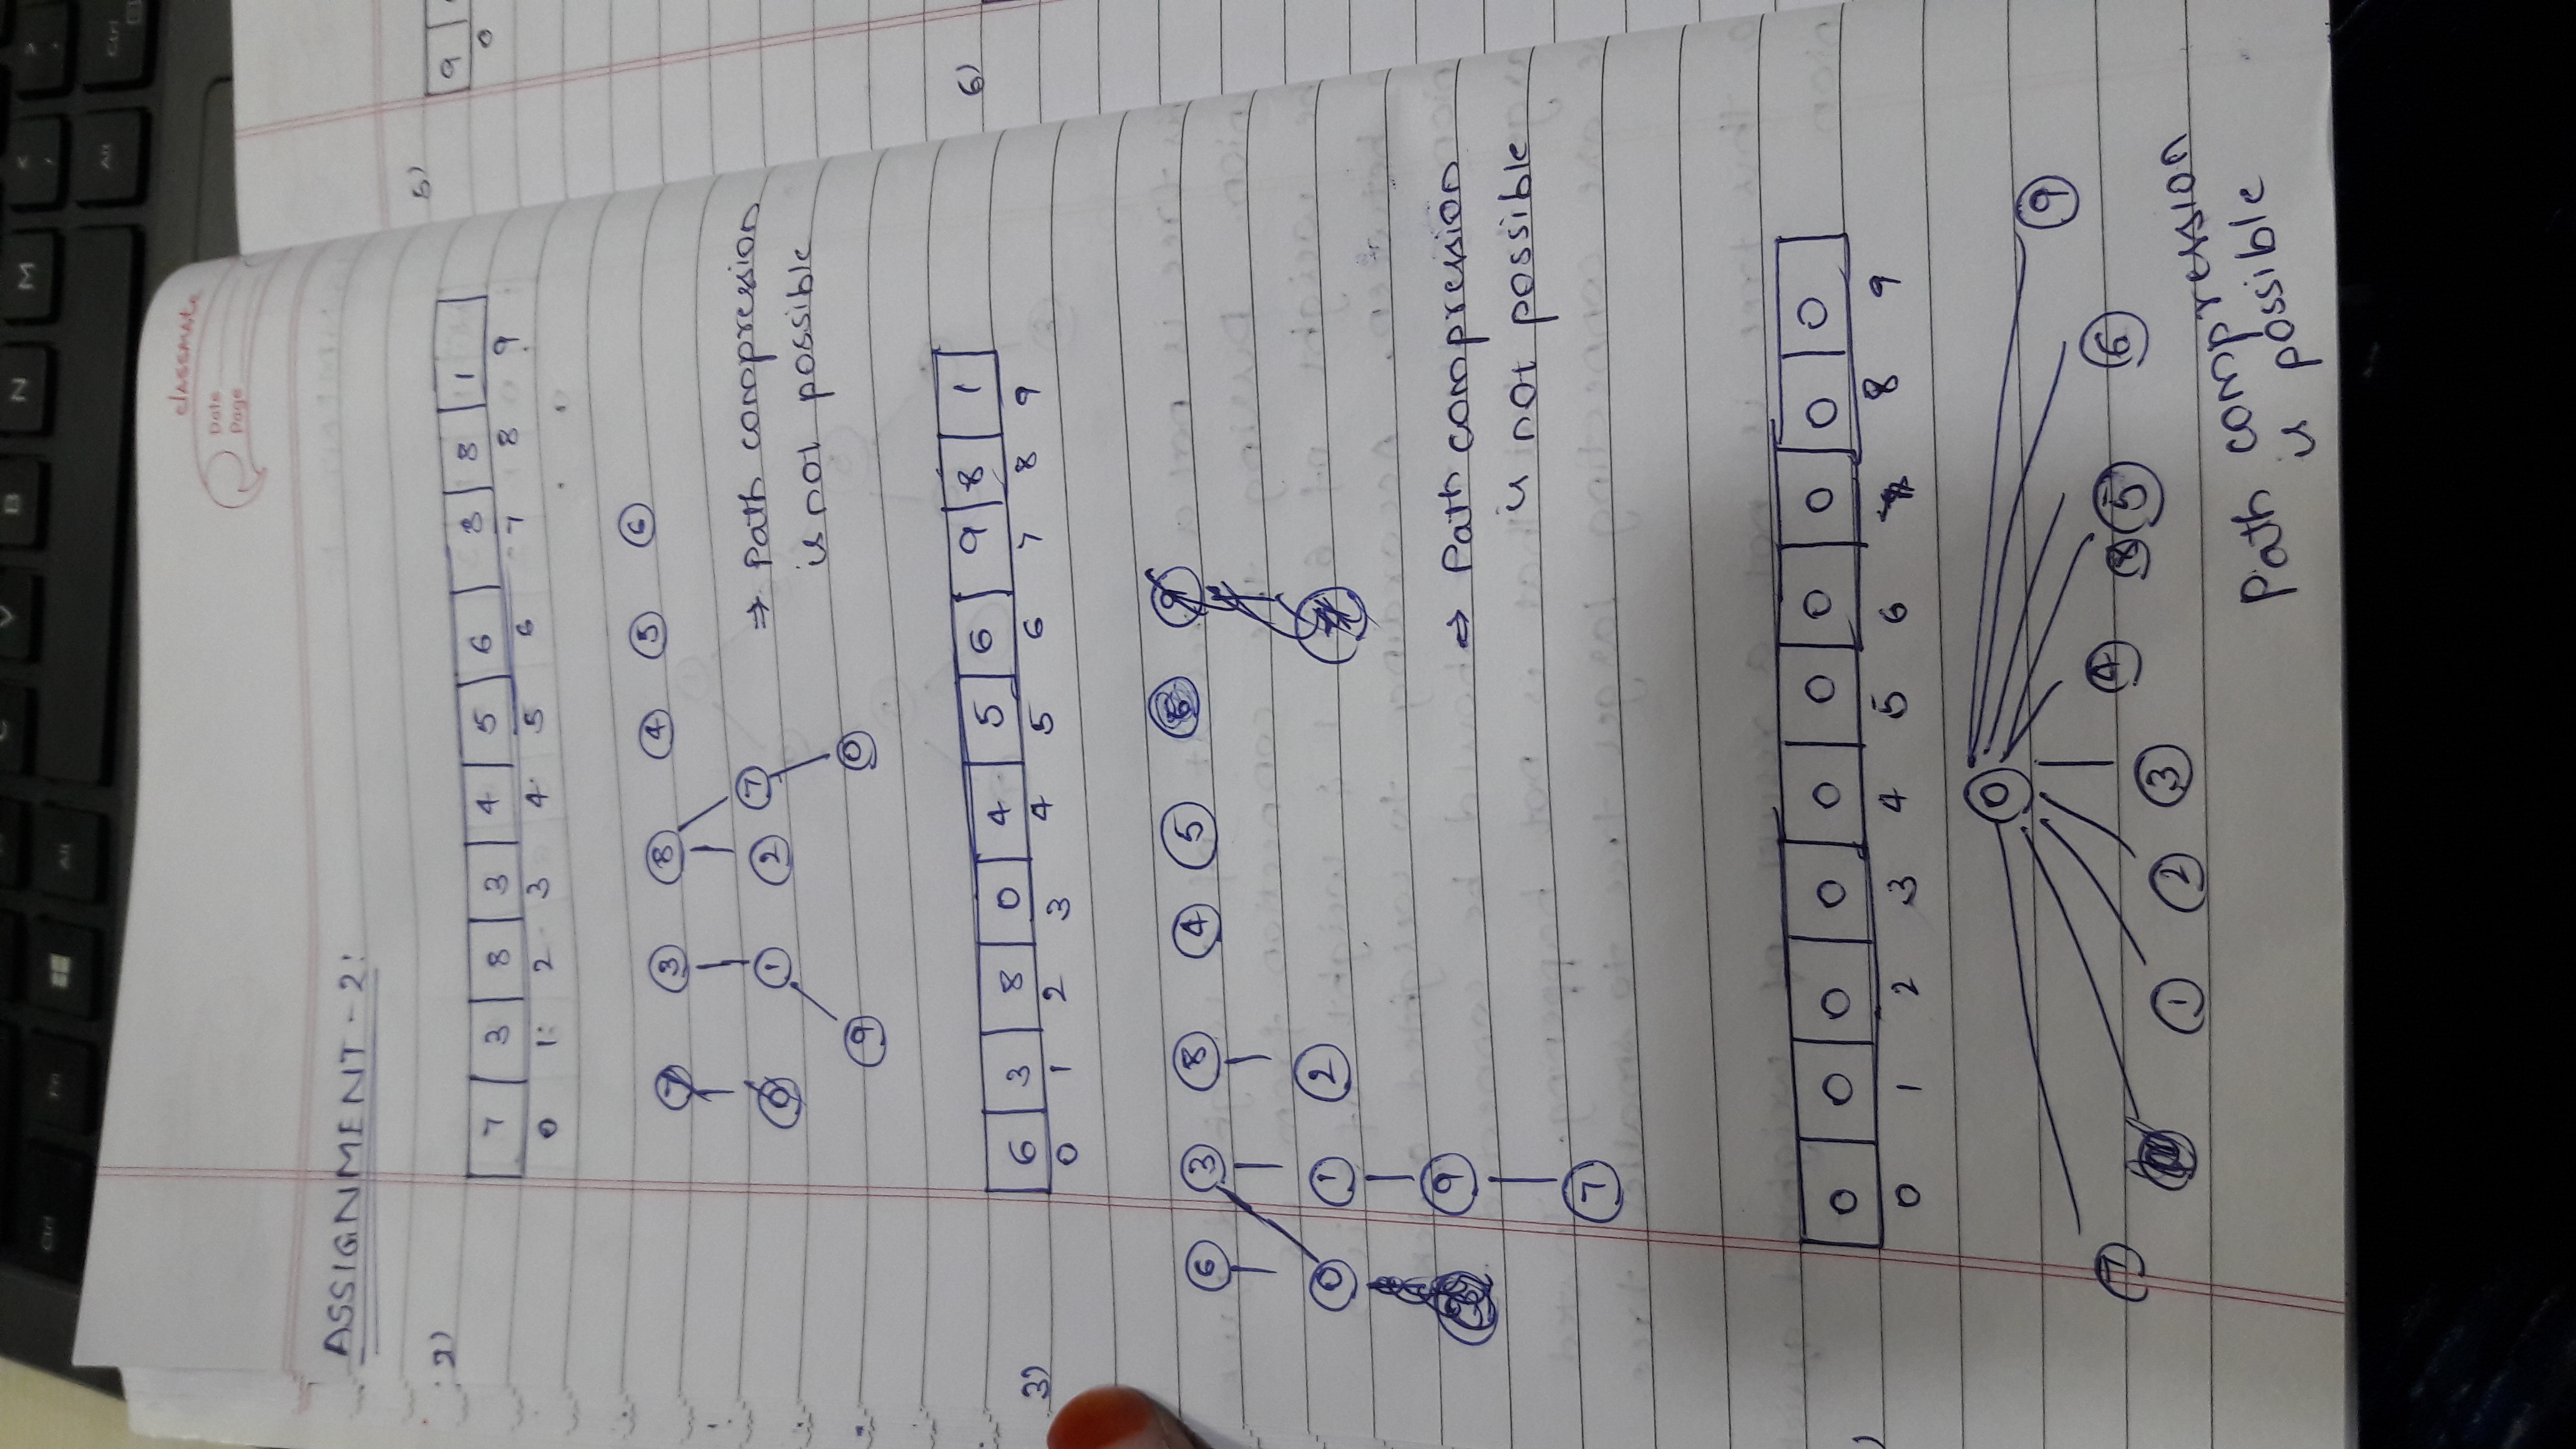 Ctrl Fn Alt C V B N M < , > . Alt Ctrl
classmate
Date
Page
ASSIGNMENT - 2:
2)
7 3 8 3 4 5 6 8 8 1
0 1 2 3 4 5 6 7 8 9
7 3 8 4 5 6
0 1 2 7
⇒ Path compression
is not possible
9 0
3)
6 3 8 0 4 5 6 9 8 1
0 1 2 3 4 5 6 7 8 9
6 3 8 4 5 6 9
0 1 2
9
⇒ Path compression
is not possible
7
)
0 0 0 0 0 0 0 0 0 0
0 1 2 3 4 5 6 7 8 9
0
7 1 2 3 4 8 5 6 9
Path compression
is possible
5)
9
0
6)